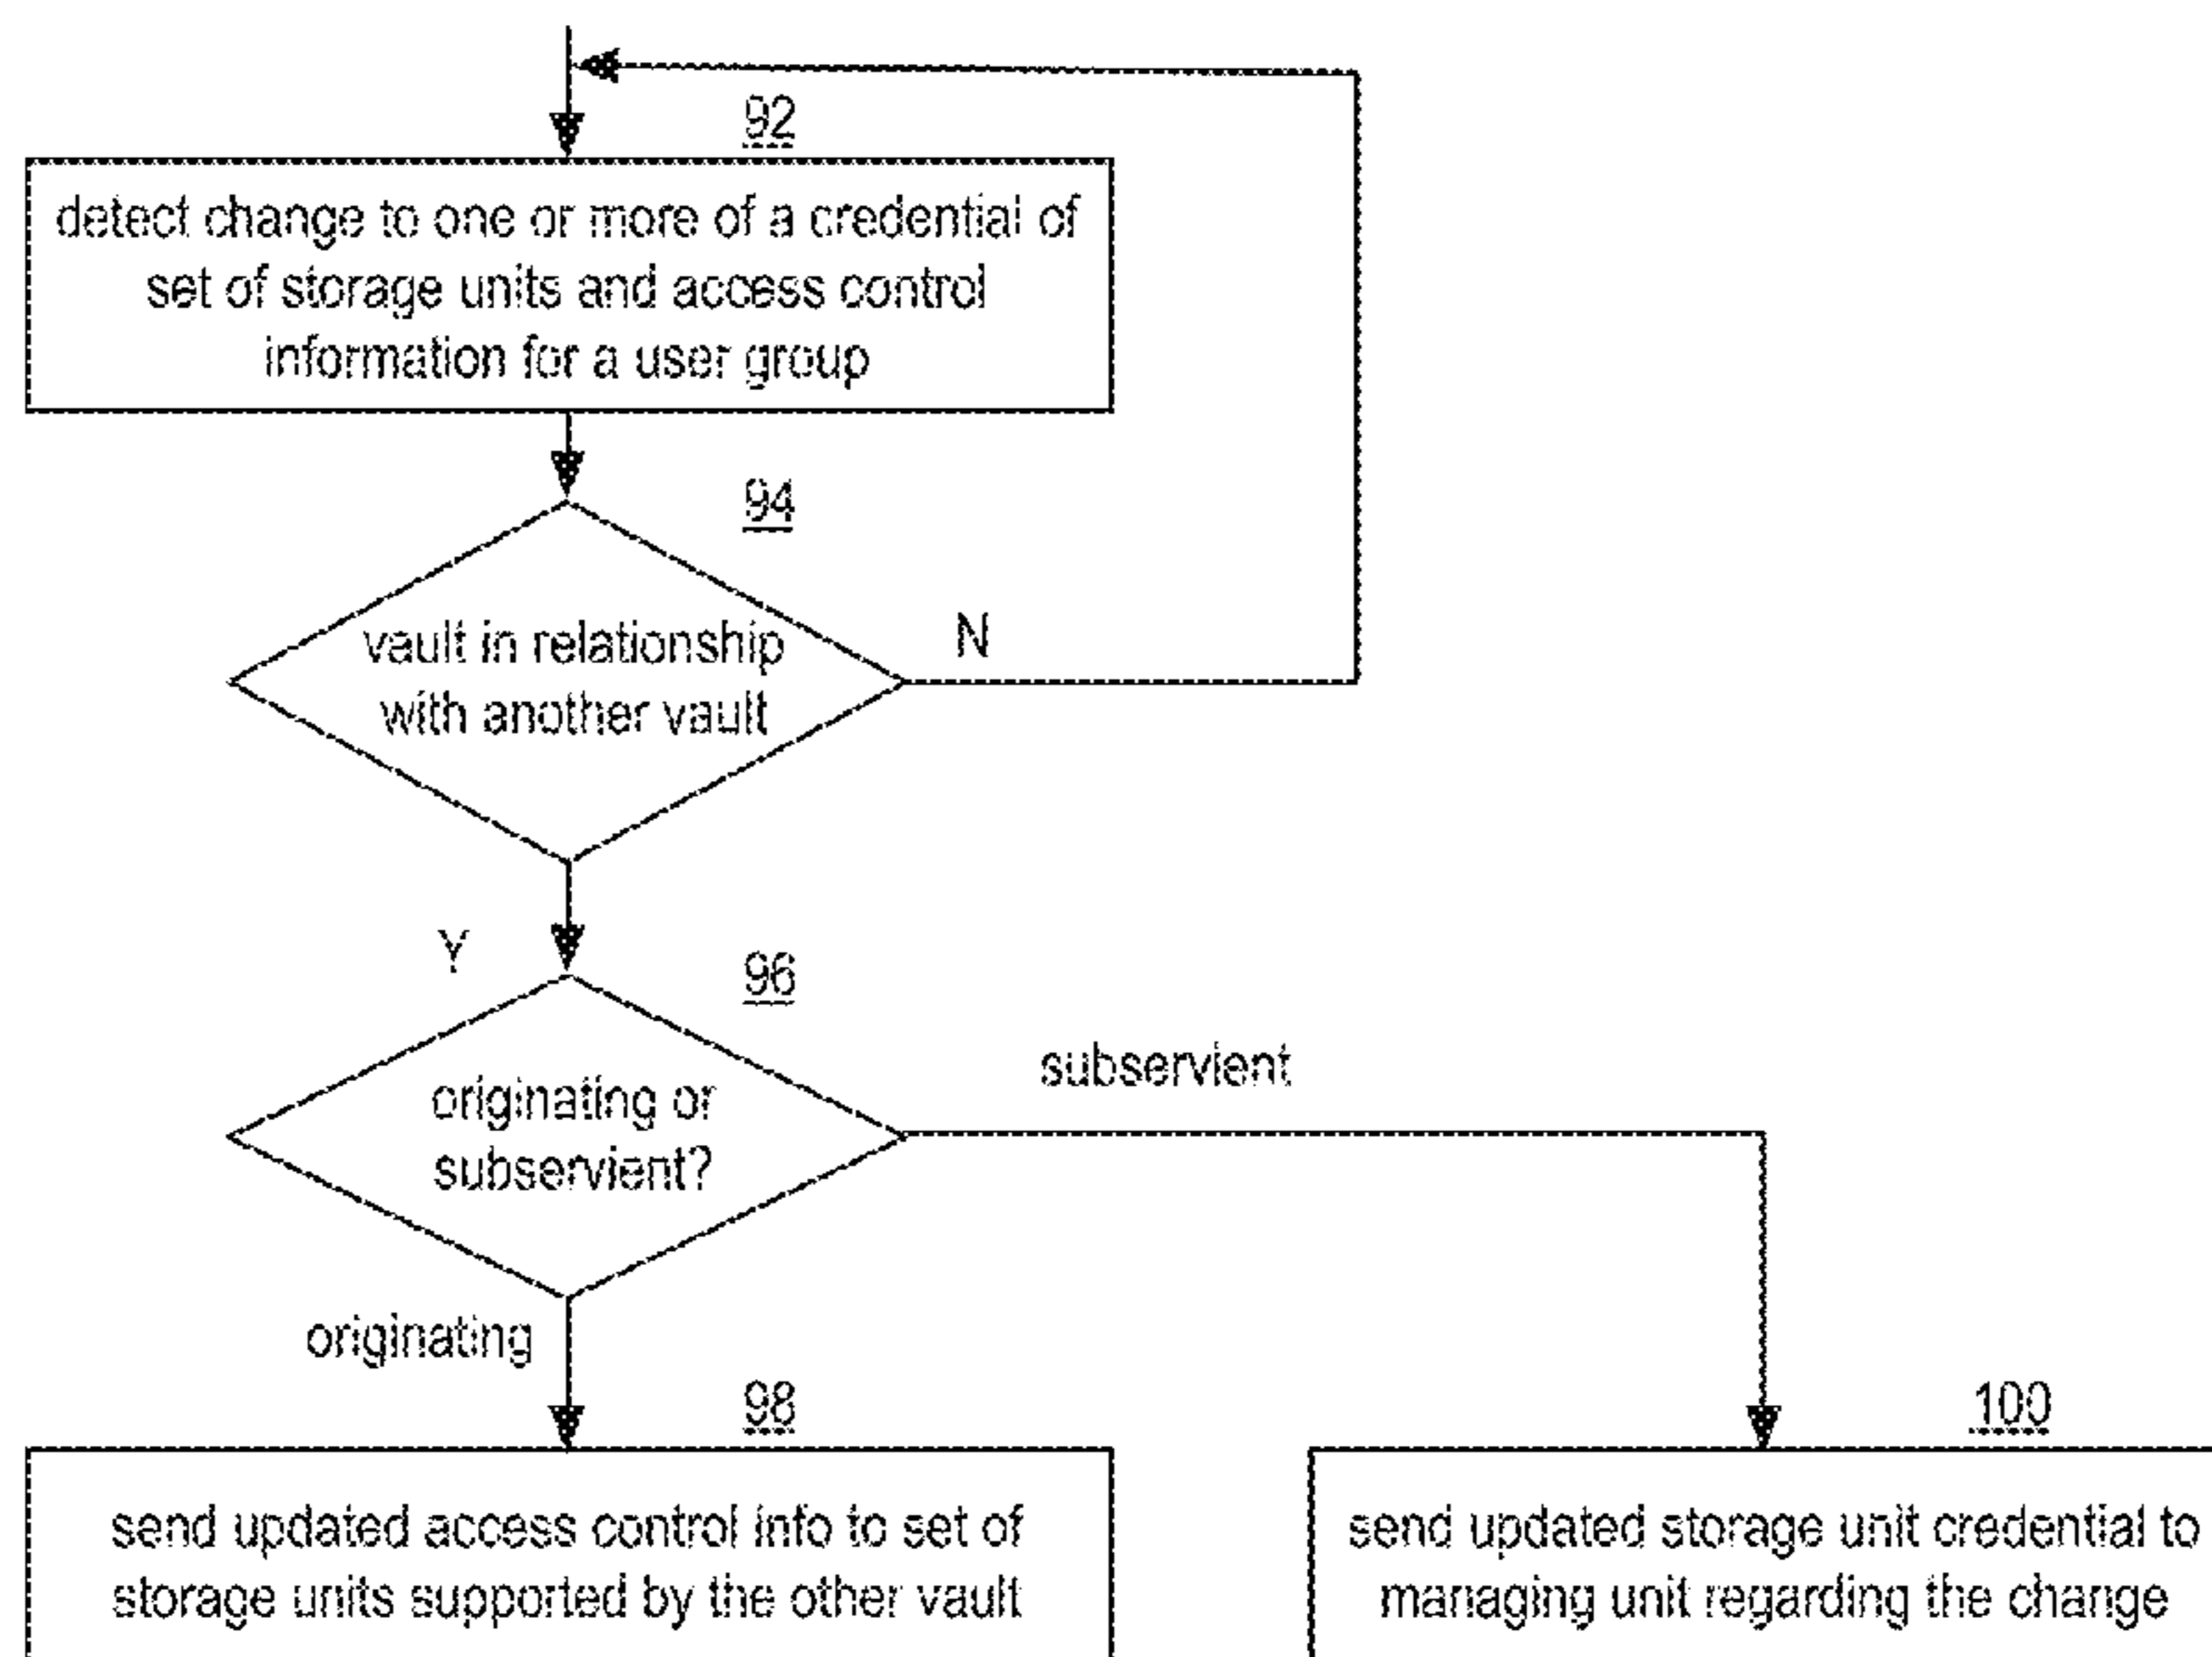 92
detect change to one or more of a credential of
set of storage units and access control
information for a user group
94
vault in relationship
with another vault
N
Y
96
originating or
subservient?
subservient
originating
98
send updated access control info to set of
storage units supported by the other vault
100
send updated storage unit credential to
managing unit regarding the change